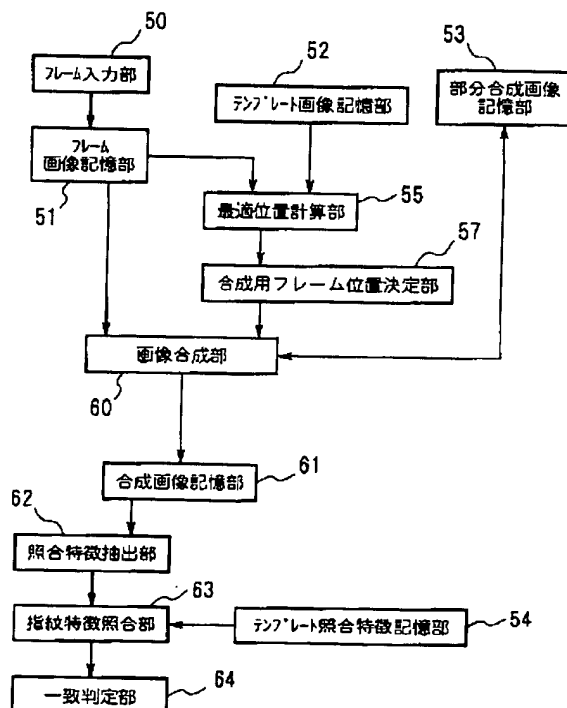 50
フレーム入力部
52
テンプレート画像記憶部
53
部分合成画像
記憶部
フレーム
画像記憶部
51
最適位置計算部
55
合成用フレーム位置決定部
57
画像合成部
60
合成画像記憶部
61
62
照合特徴抽出部
63
指紋特徴照合部
テンプレート照合特徴記憶部
54
一致判定部
64